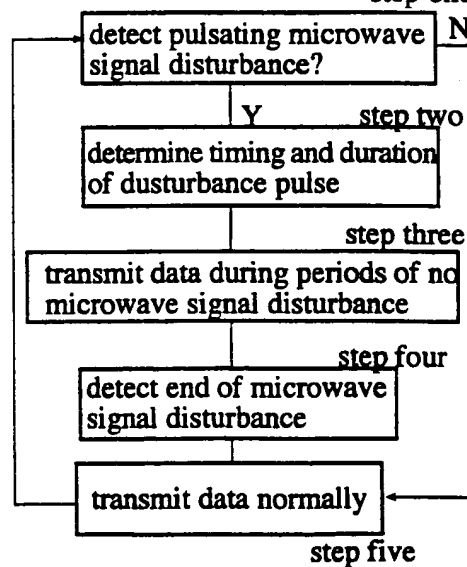 detect pulsating microwave
signal disturbance?
N
Y
step two
determine timing and duration
of dusturbance pulse
step three
transmit data during periods of no
microwave signal disturbance
step four
detect end of microwave
signal disturbance
transmit data normally
step five